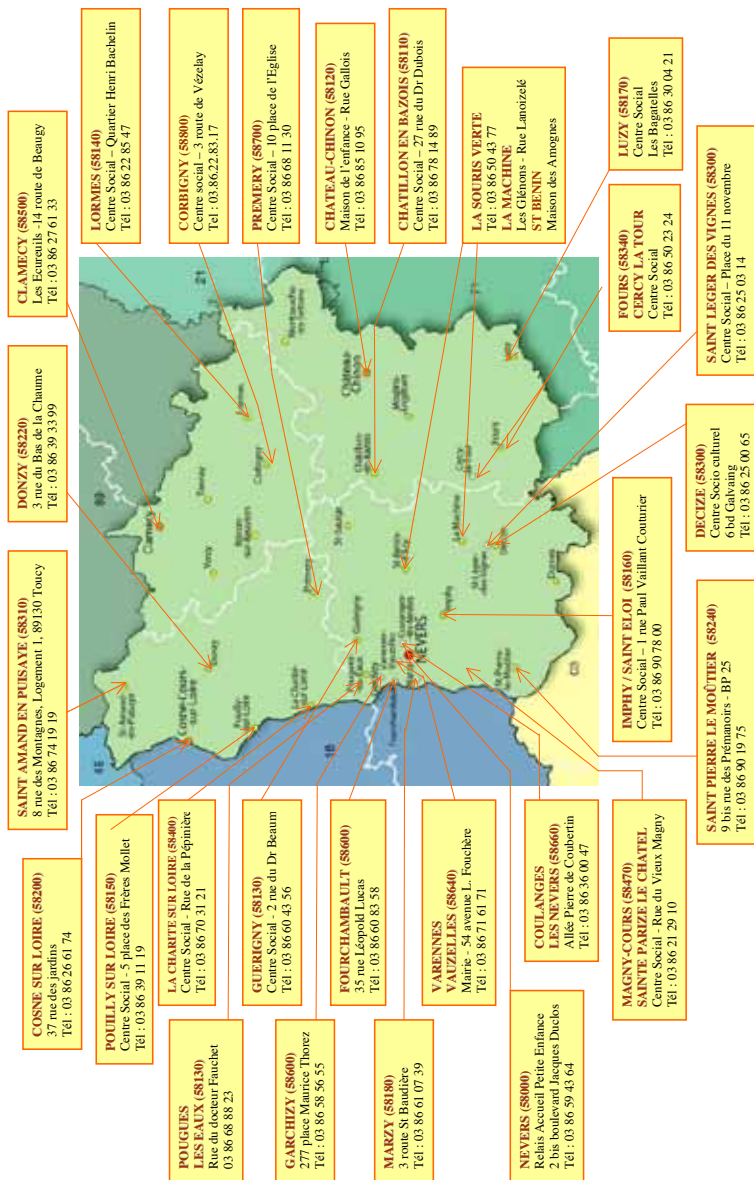 COSNE SUR LOIRE (58200)
37 rue des jardins
Tél : 03 86 26 61 74
SAINT AMAND EN PUISAYE (58310)
8 rue des Montagnes, Logement 1, 89130 Toucy
Tél : 03 86 74 19 19
DONZY (58220)
3 rue du Bas de la Chaume
Tél : 03 86 39 33 99
CLAMECY (58500)
Les Ecureuils -14 route de Beaugy
Tél : 03 86 27 61 33
POUILLY SUR LOIRE (58150)
Centre Social - 5 place des Frères Mollet
Tél : 03 86 39 11 19
LORMES (58140)
Centre Social – Quartier Henri Bachelin
Tél : 03 86 22 85 47
POUGUES
LES EAUX (58130)
Rue du docteur Fauchet
03 86 68 88 23
LA CHARITE SUR LOIRE (58400)
Centre Social - Rue de la Pépinière
Tél : 03 86 70 31 21
CORBIGNY (58800)
Centre social – 3 route de Vézelay
Tél : 03.86.22.83.17
GUERIGNY (58130)
Centre Social - 2 rue du Dr Beaum
Tél : 03 86 60 43 56
PREMERY (58700)
Centre Social – 10 place de l'Eglise
Tél : 03 86 68 11 30
GARCHIZY (58600)
277 place Maurice Thorez
Tél : 03 86 58 56 55
FOURCHAMBAULT (58600)
35 rue Léopold Lucas
Tél : 03 86 60 83 58
CHATEAU-CHINON (58120)
Maison de l'enfance - Rue Gallois
Tél : 03 86 85 10 95
MARZY (58180)
3 route St Baudière
Tél : 03 86 61 07 39
VARENNES
VAUZELLES (58640)
Mairie - 54 avenue L. Fouchère
Tél : 03 86 71 61 71
CHATILLON EN BAZOIS (58110)
Centre Social – 27 rue du Dr Dubois
Tél : 03 86 78 14 89
LA SOURIS VERTE
Tél : 03 86 50 43 77
LA MACHINE
Les Glénons - Rue Lanoizelé
ST BENIN
Maison des Amognes
NEVERS (58000)
Relais Accueil Petite Enfance
2 bis boulevard Jacques Duclos
Tél : 03 86 59 43 64
COULANGES
LES NEVERS (58660)
Allée Pierre de Coubertin
Tél : 03 86 36 00 47
IMPHY / SAINT ELOI (58160)
Centre Social – 1 rue Paul Vaillant Couturier
Tél : 03 86 90 78 00
FOURS (58340)
CERCY LA TOUR
Centre Social
Tél : 03 86 50 23 24
LUZY (58170)
Centre Social
Les Bagatelles
Tél : 03 86 30 04 21
MAGNY-COURS (58470)
SAINTE PARIZE LE CHATEL
Centre Social - Rue du Vieux Magny
Tél : 03 86 21 29 10
SAINT PIERRE LE MOÛTIER (58240)
9 bis rue des Prémanoirs - BP 25
Tél : 03 86 90 19 75
DECIZE (58300)
Centre Socio culturel
6 bd Galvaing
Tél : 03 86 25 00 65
SAINT LEGER DES VIGNES (58300)
Centre Social – Place du 11 novembre
Tél : 03 86 25 03 14
NEVERS
Château-
Chinon
Cosne-Cours-
sur-Loire
Clamecy
Corbigny
La Machine
Imphy
Guérigny
18